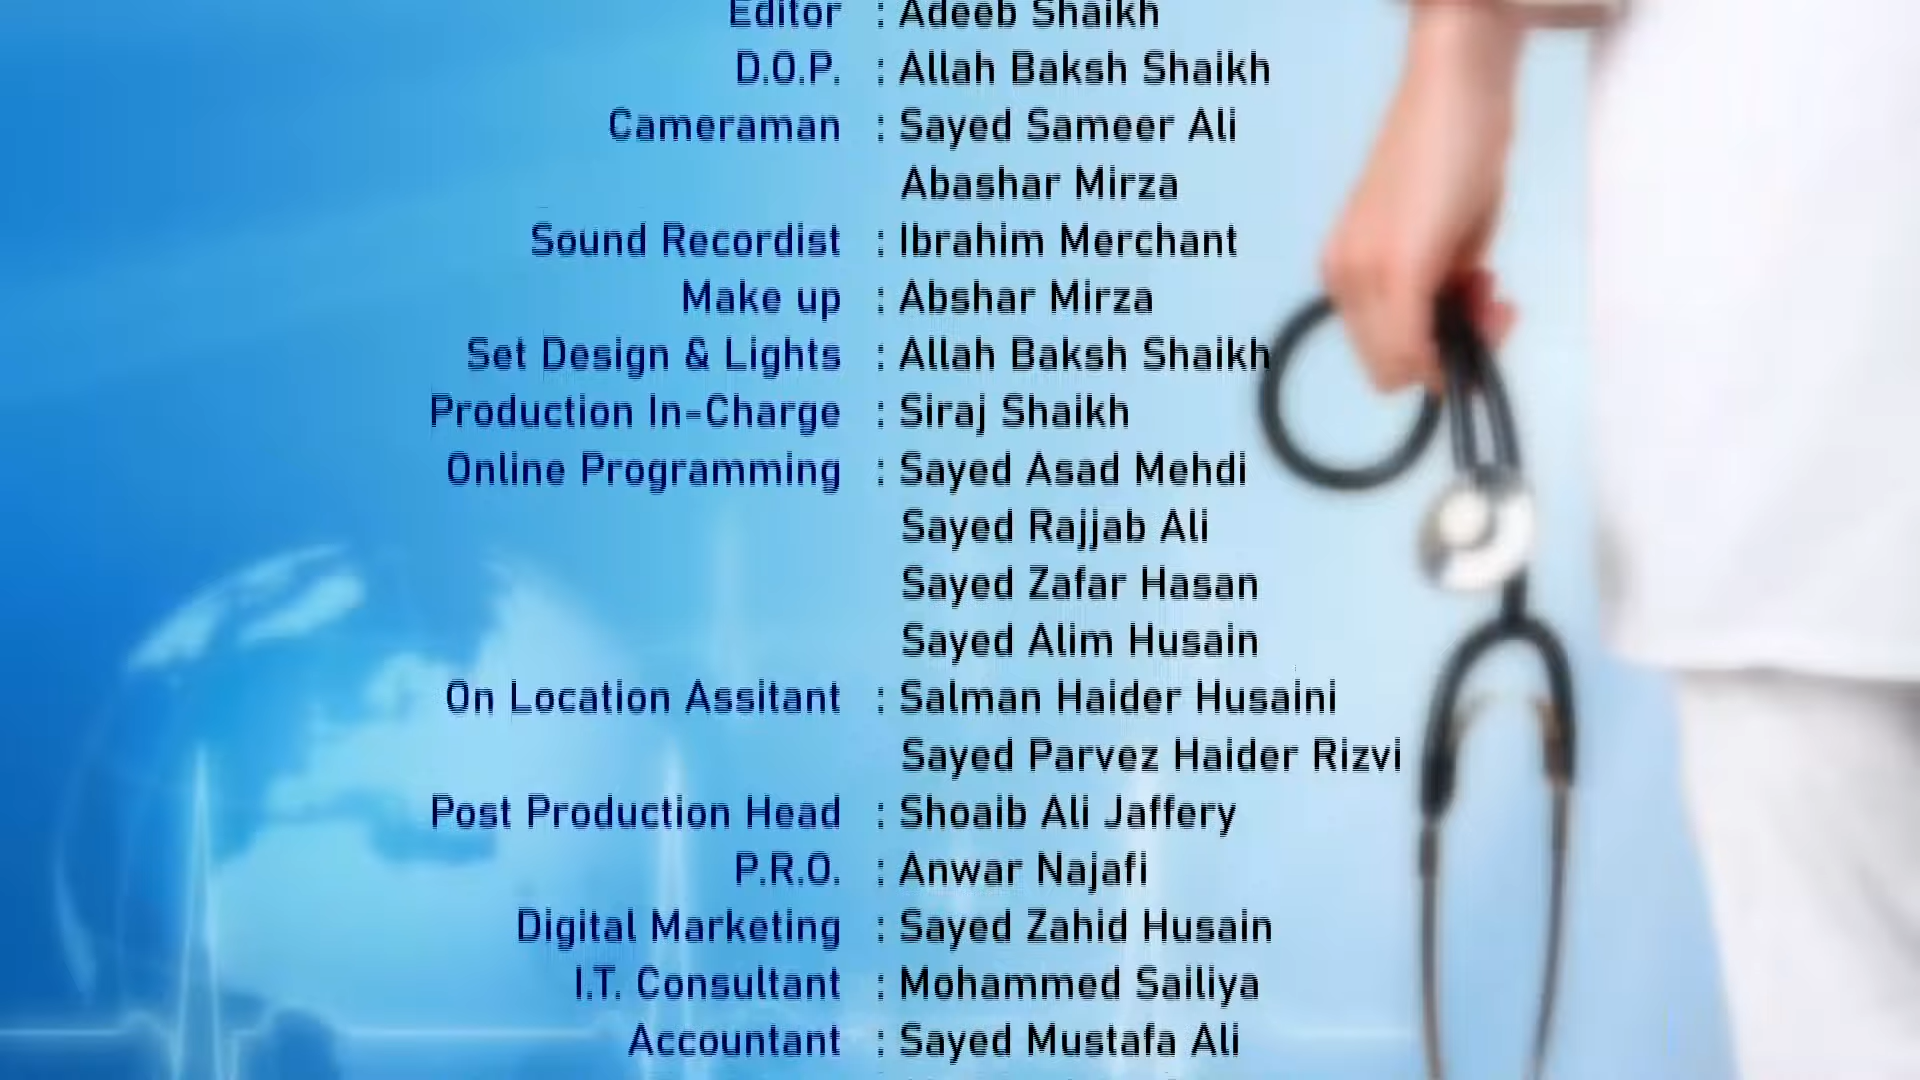 Editor : Adeeb Shaikh
D.O.P. : Allah Baksh Shaikh
Cameraman : Sayed Sameer Ali
Abashar Mirza
Sound Recordist : Ibrahim Merchant
Make up : Abshar Mirza
Set Design & Lights : Allah Baksh Shaikh
Production In-Charge : Siraj Shaikh
Online Programming : Sayed Asad Mehdi
Sayed Rajjab Ali
Sayed Zafar Hasan
Sayed Alim Husain
On Location Assitant : Salman Haider Husaini
Sayed Parvez Haider Rizvi
Post Production Head : Shoaib Ali Jaffery
P.R.O. : Anwar Najafi
Digital Marketing : Sayed Zahid Husain
I.T. Consultant : Mohammed Sailiya
Accountant : Sayed Mustafa Ali